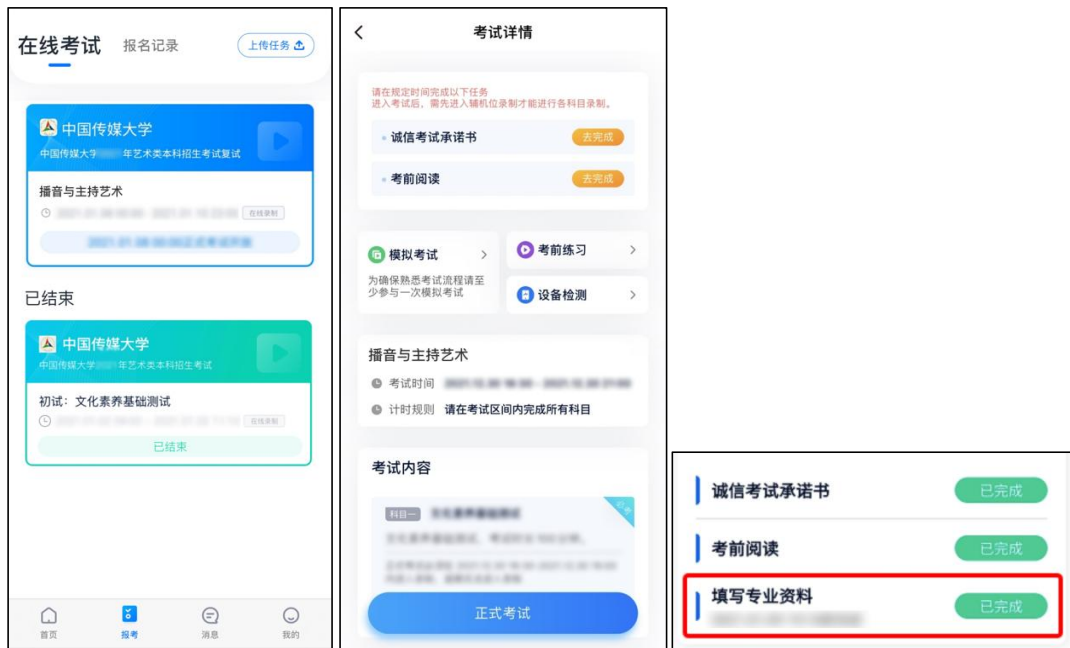 在线考试
报名记录
上传任务
中国传媒大学
中国传媒大学 年艺术类本科招生考试复试
播音与主持艺术
在线录制
已结束
中国传媒大学
中国传媒大学 年艺术类本科招生考试
初试：文化素养基础测试
在线录制
已结束
首页
报考
消息
我的
考试详情
请在规定时间完成以下任务
进入考试后，需先进入辅机位录制才能进行各科目录制。
诚信考试承诺书
去完成
考前阅读
去完成
模拟考试
为确保熟悉考试流程请至
少参与一次模拟考试
考前练习
设备检测
播音与主持艺术
考试时间
计时规则 请在考试区间内完成所有科目
考试内容
科目一
正式考试
诚信考试承诺书
已完成
考前阅读
已完成
填写专业资料
已完成